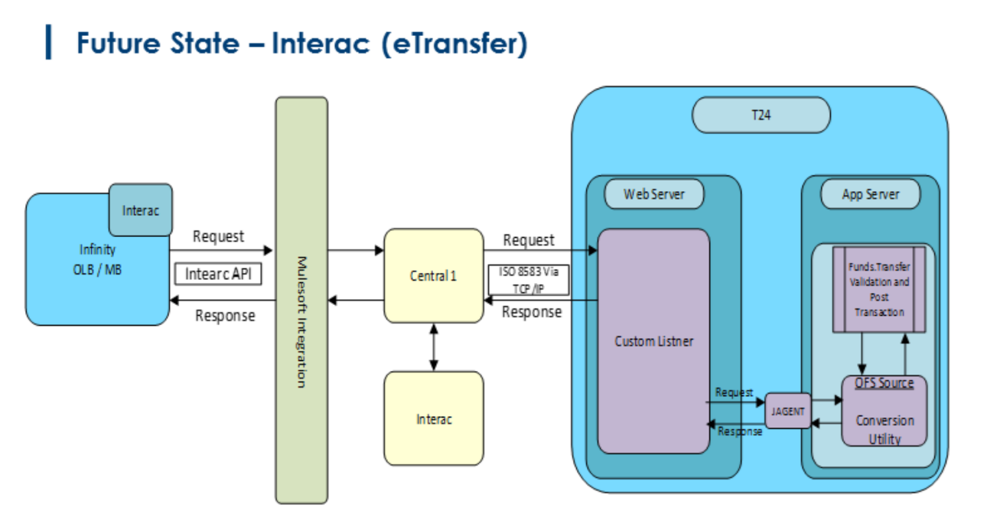 Future State – Interac (eTransfer)
T24
Web Server
App Server
Interac
Infinity
OLB / MB
Request
Intearc API
Response
Mulesoft Integration
Central 1
Request
ISO 8583 Via
TCP/IP
Response
Interac
Custom Listner
Request
Response
JAGENT
Funds.Transfer
Validation and
Post
Transaction
OFS Source
Conversion
Utility